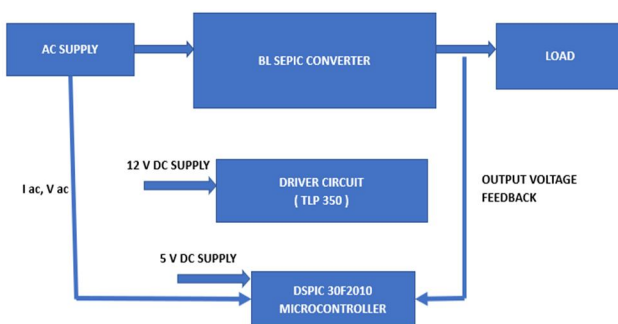 AC SUPPLY
BL SEPIC CONVERTER
LOAD
12 V DC SUPPLY
I ac, V ac
DRIVER CIRCUIT
( TLP 350 )
OUTPUT VOLTAGE
FEEDBACK
5 V DC SUPPLY
DSPIC 30F2010
MICROCONTROLLER